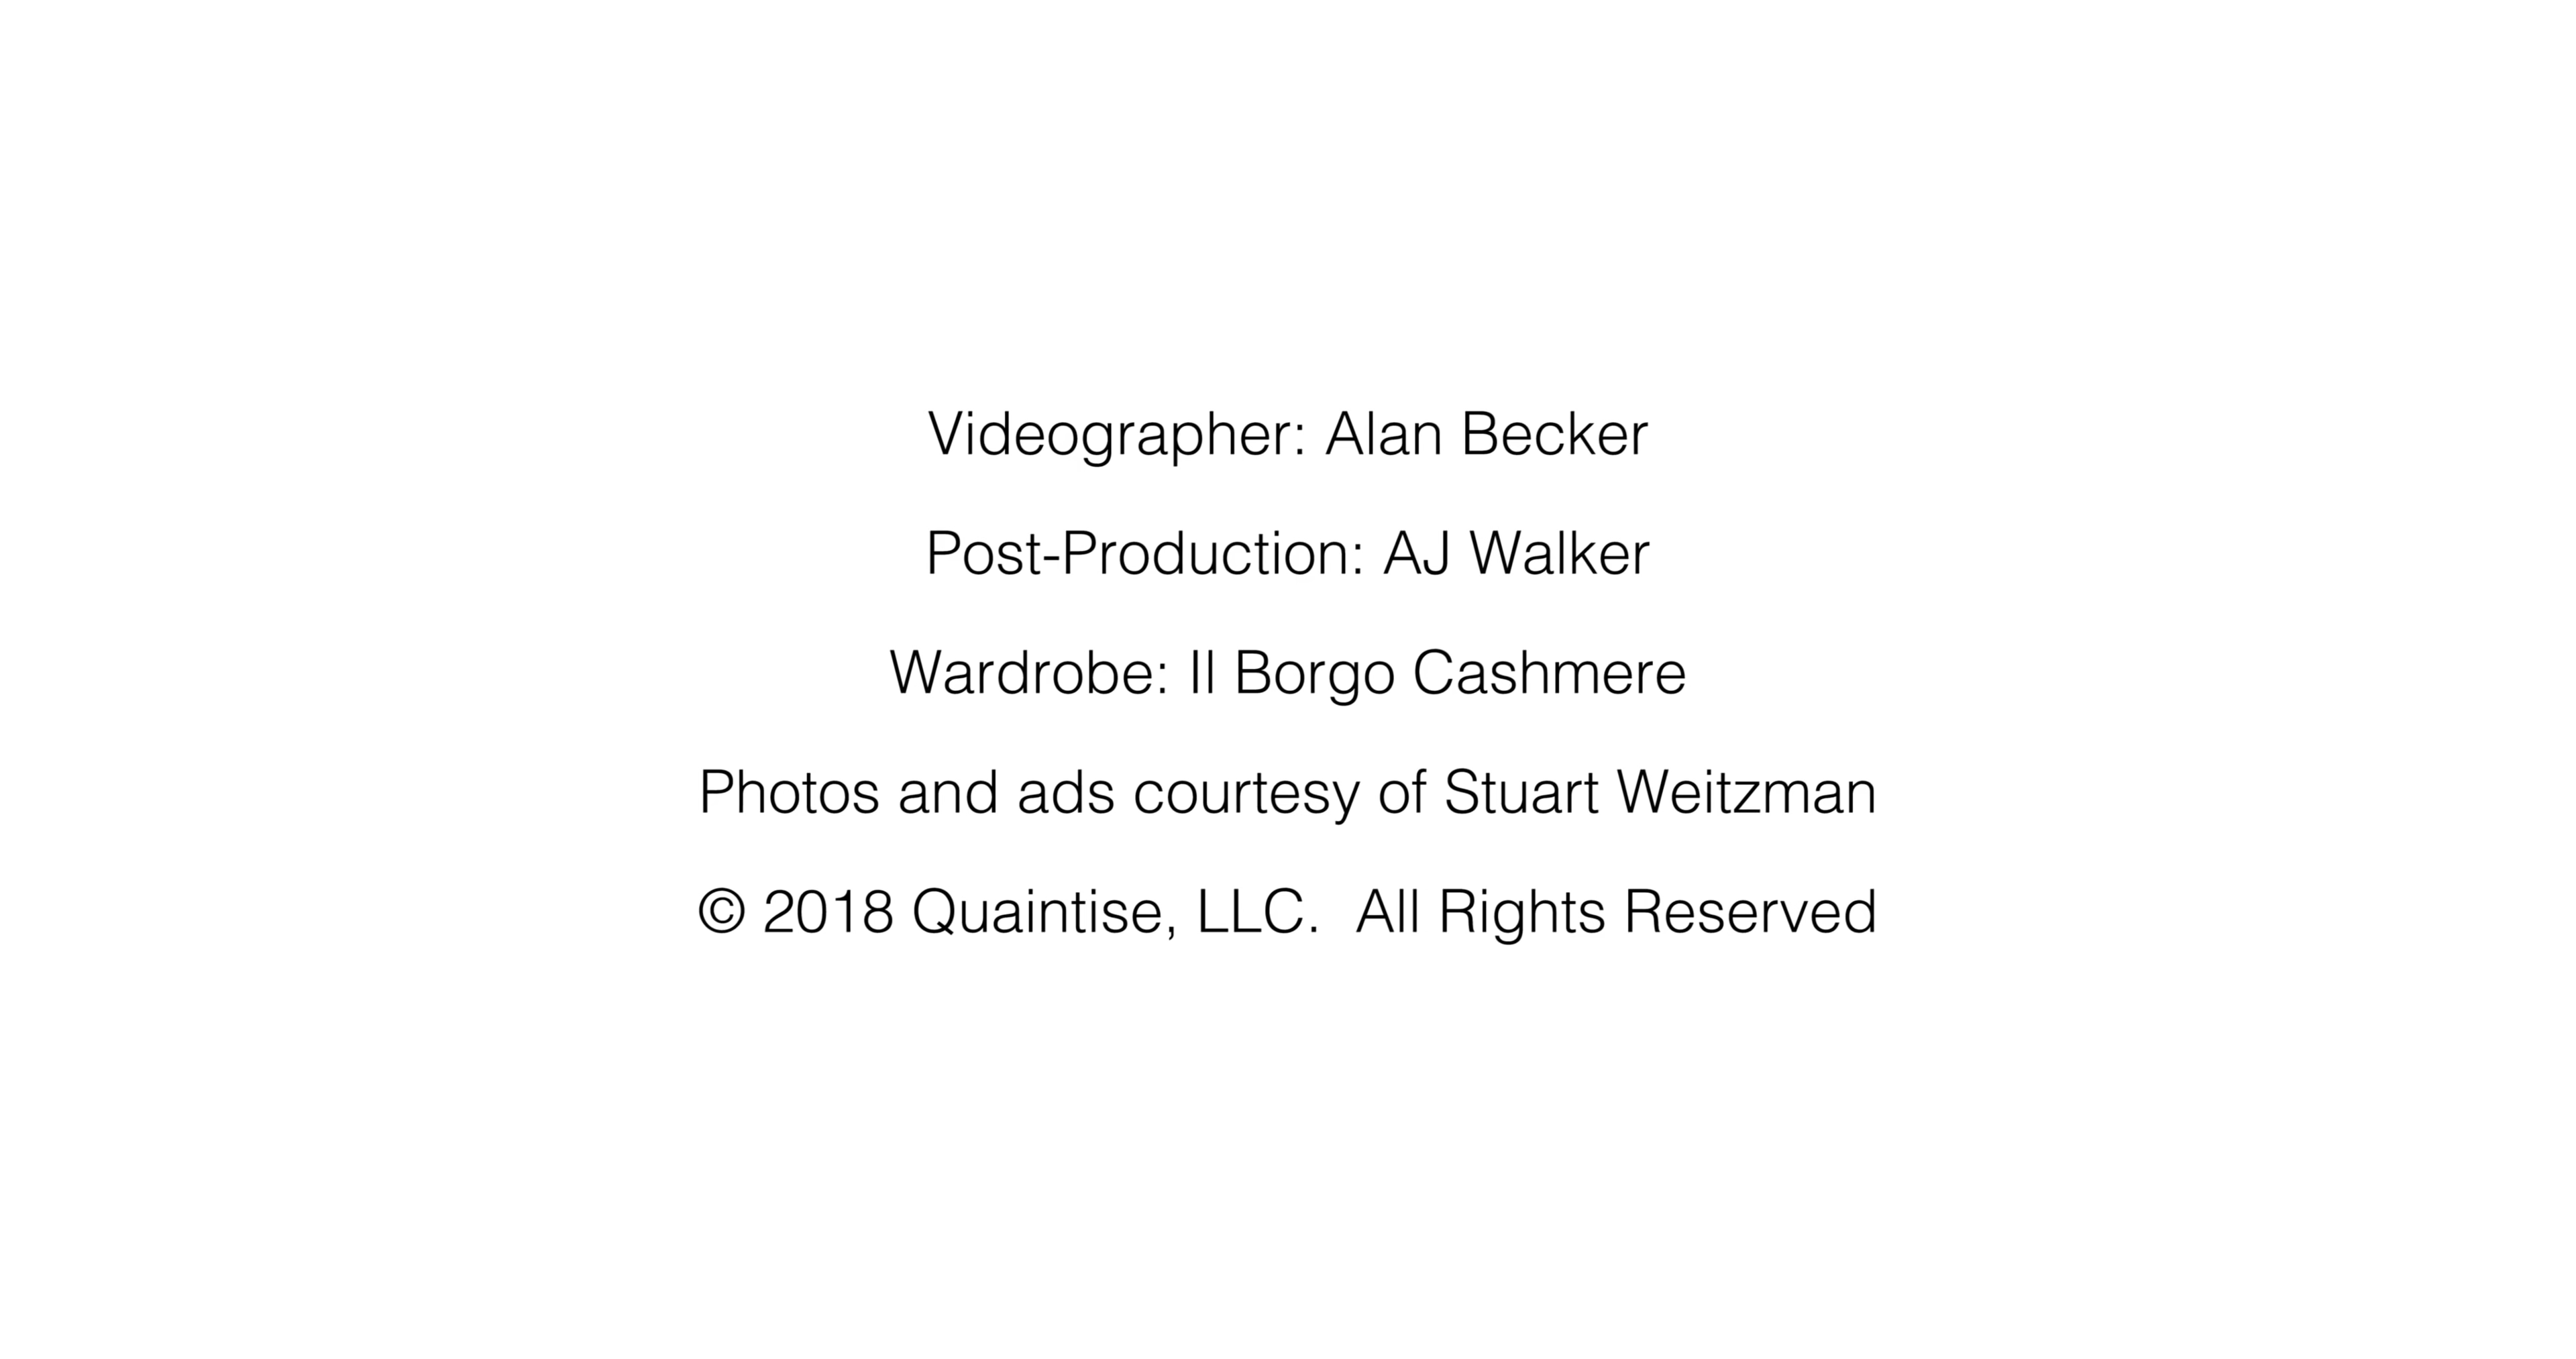 Videographer: Alan Becker
Post-Production: AJ Walker
Wardrobe: Il Borgo Cashmere
Photos and ads courtesy of Stuart Weitzman
© 2018 Quaintise, LLC.  All Rights Reserved